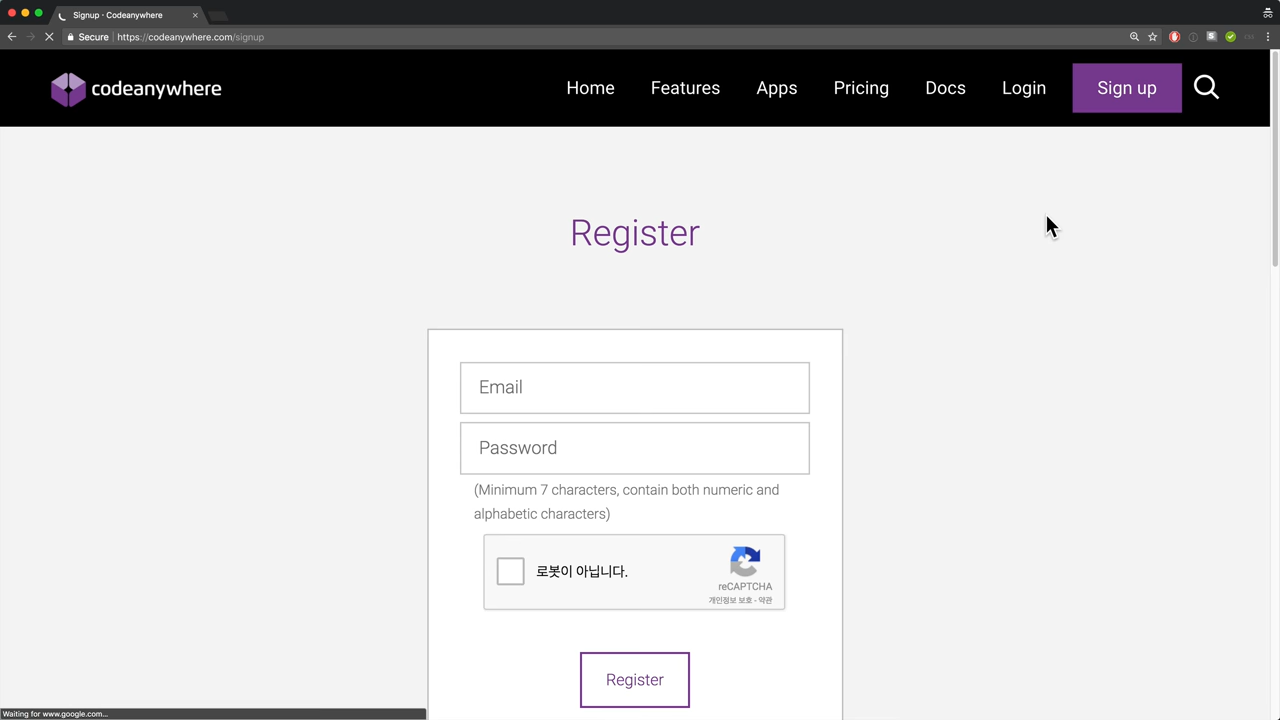 Signup · Codeanywhere
Secure https://codeanywhere.com/signup
codeanywhere Home Features Apps Pricing Docs Login Sign up
Register
Email
Password
(Minimum 7 characters, contain both numeric and
alphabetic characters)
로봇이 아닙니다.
reCAPTCHA
개인정보 보호 - 약관
Register
Waiting for www.google.com...